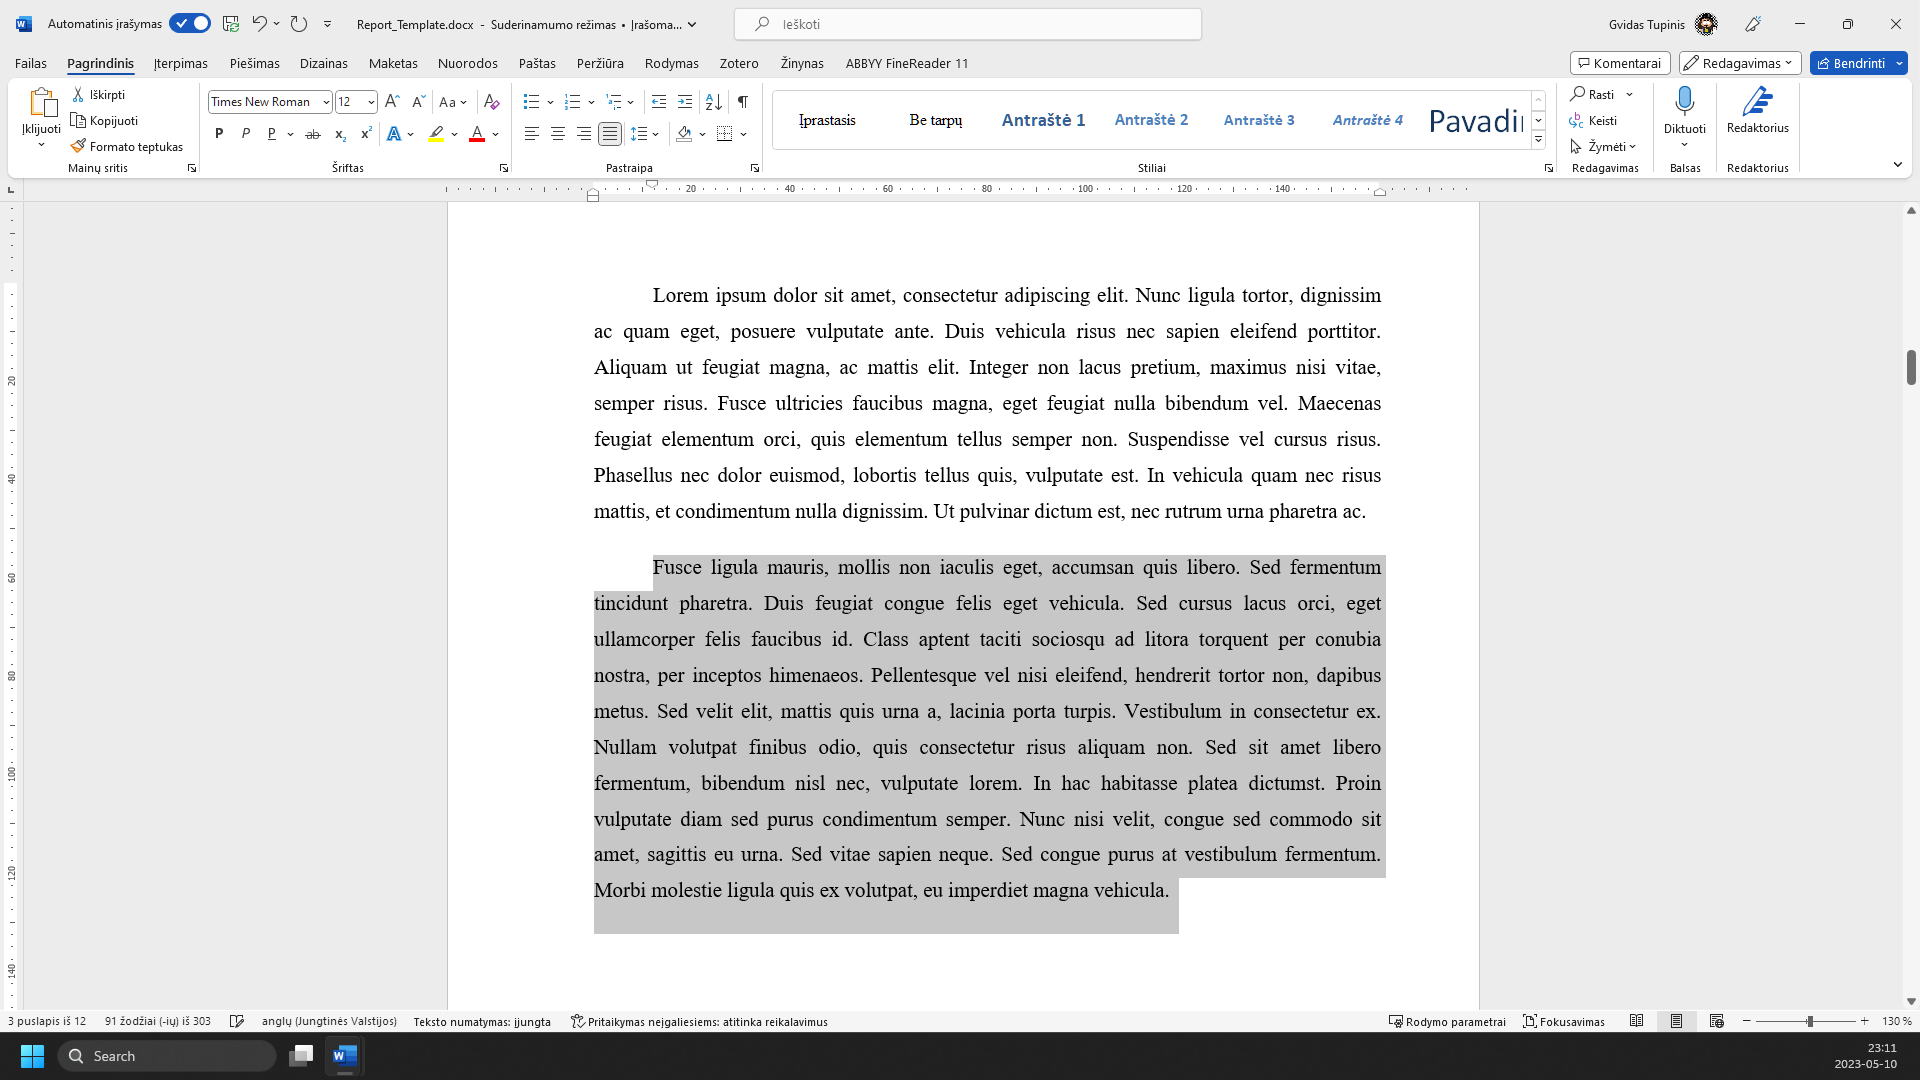 Automatinis įrašymas
Report_Template.docx - Suderinamumo režimas • Įrašoma...
Ieškoti
Gvidas Tupinis
Failas Pagrindinis Įterpimas Piešimas Dizainas Maketas Nuorodos Paštas Peržiūra Rodymas Zotero Žinynas ABBYY FineReader 11
Komentarai Redagavimas Bendrinti
Įklijuoti
Iškirpti
Kopijuoti
Formato teptukas
Mainų sritis
Times New Roman 12
Šriftas
Pastraipa
Įprastasis Be tarpų Antraštė 1 Antraštė 2 Antraštė 3 Antraštė 4 Pavadin
Stiliai
Rasti
Keisti
Žymėti
Redagavimas
Diktuoti
Balsas
Redaktorius
Redaktorius
20 40 60 80 100 120 140
20
40
60
80
100
120
140
Lorem ipsum dolor sit amet, consectetur adipiscing elit. Nunc ligula tortor, dignissim
ac quam eget, posuere vulputate ante. Duis vehicula risus nec sapien eleifend porttitor.
Aliquam ut feugiat magna, ac mattis elit. Integer non lacus pretium, maximus nisi vitae,
semper risus. Fusce ultricies faucibus magna, eget feugiat nulla bibendum vel. Maecenas
feugiat elementum orci, quis elementum tellus semper non. Suspendisse vel cursus risus.
Phasellus nec dolor euismod, lobortis tellus quis, vulputate est. In vehicula quam nec risus
mattis, et condimentum nulla dignissim. Ut pulvinar dictum est, nec rutrum urna pharetra ac.
Fusce ligula mauris, mollis non iaculis eget, accumsan quis libero. Sed fermentum
tincidunt pharetra. Duis feugiat congue felis eget vehicula. Sed cursus lacus orci, eget
ullamcorper felis faucibus id. Class aptent taciti sociosqu ad litora torquent per conubia
nostra, per inceptos himenaeos. Pellentesque vel nisi eleifend, hendrerit tortor non, dapibus
metus. Sed velit elit, mattis quis urna a, lacinia porta turpis. Vestibulum in consectetur ex.
Nullam volutpat finibus odio, quis consectetur risus aliquam non. Sed sit amet libero
fermentum, bibendum nisl nec, vulputate lorem. In hac habitasse platea dictumst. Proin
vulputate diam sed purus condimentum semper. Nunc nisi velit, congue sed commodo sit
amet, sagittis eu urna. Sed vitae sapien neque. Sed congue purus at vestibulum fermentum.
Morbi molestie ligula quis ex volutpat, eu imperdiet magna vehicula.
3 puslapis iš 12 91 žodžiai (-ių) iš 303 anglų (Jungtinės Valstijos) Teksto numatymas: įjungta Pritaikymas neįgaliesiems: atitinka reikalavimus Rodymo parametrai Fokusavimas 130 %
Search
23:11
2023-05-10